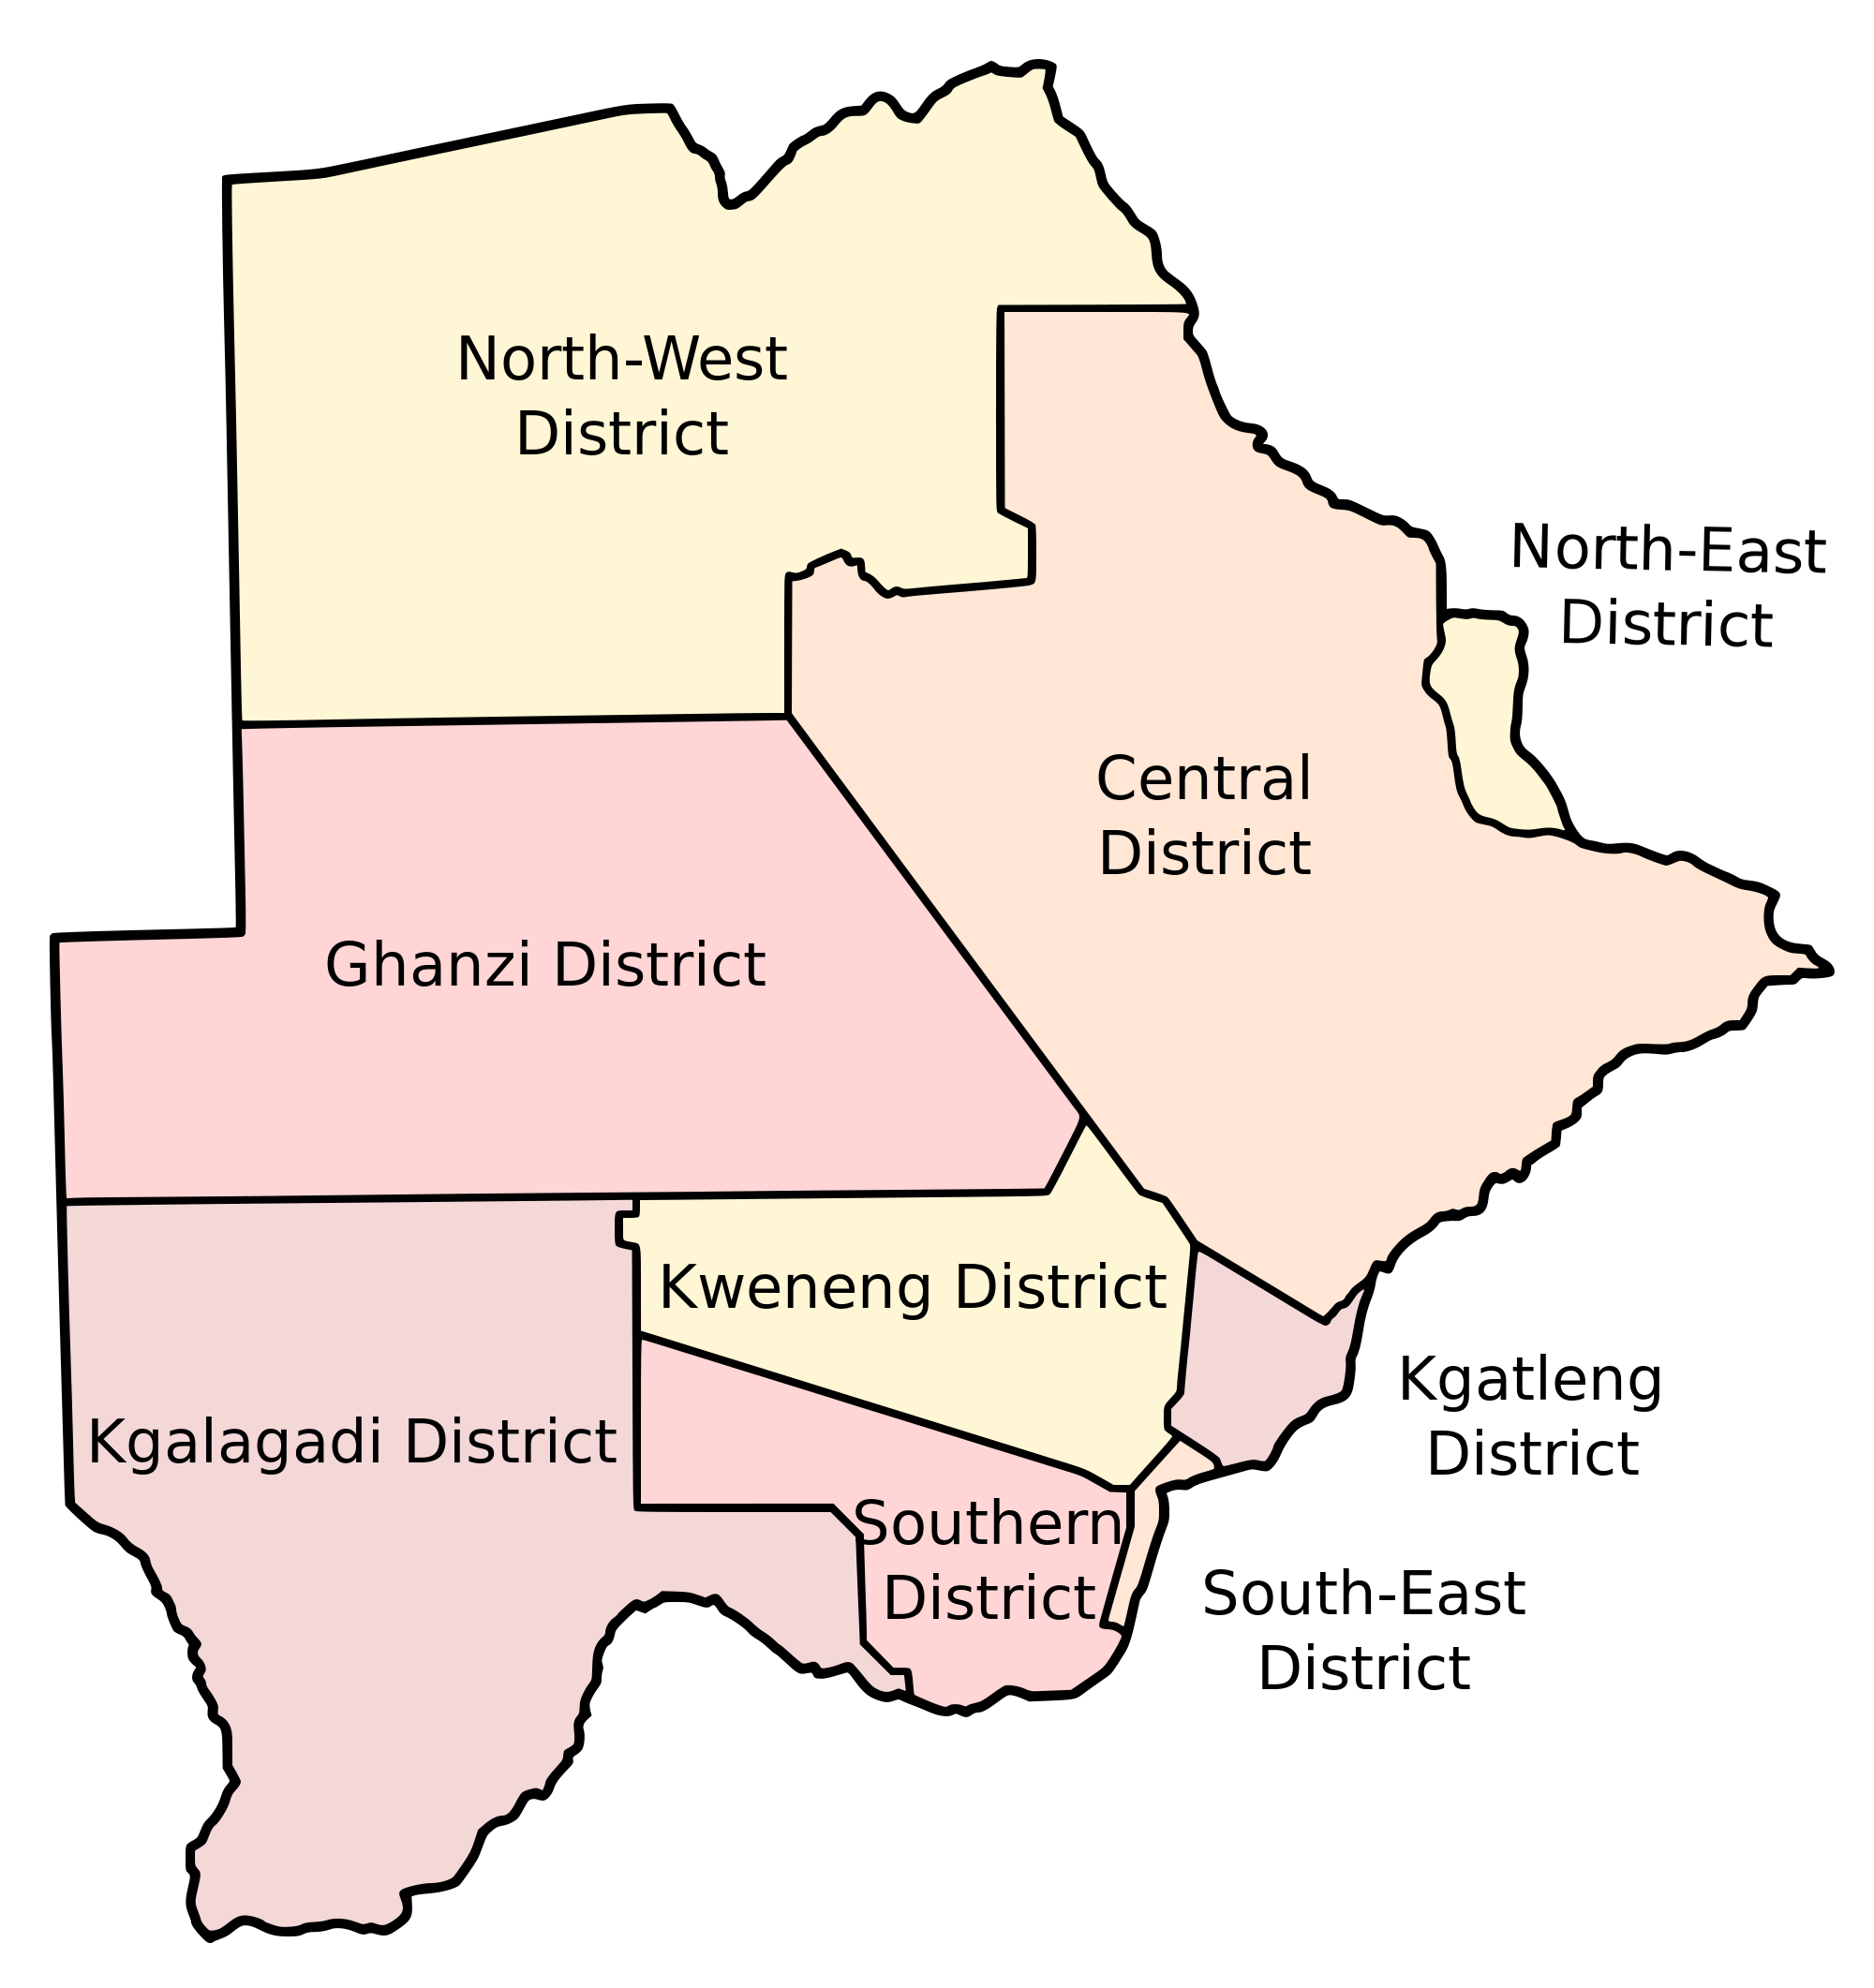 North-West
District
North-East
District
Central
District
Ghanzi District
Kweneng District
Kgatleng
District
Kgalagadi District
Southern
District
South-East
District